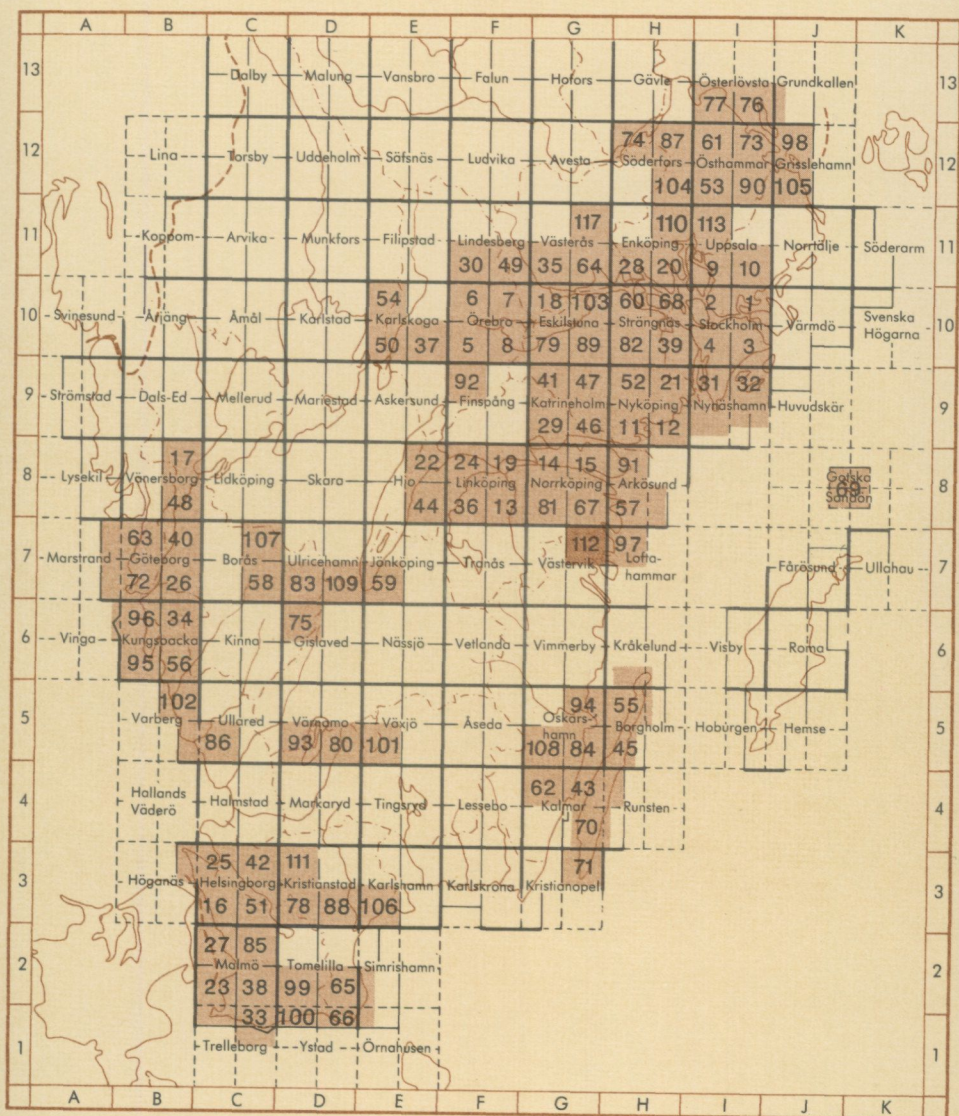 A B C D E F G H I J K
13 Dalby Malung Vansbro Falun Hofors Gävle Österlövsta Grundkallen 13
77 76
74 87 61 73 98
12 Lina Torsby Uddeholm Säfsnäs Ludvika Avesta Söderfors Östhammar Grisslehamn 12
104 53 90 105
117 110 113
11 Koppom Arvika Munkfors Filipstad Lindesberg Västerås Enköping Uppsala Norrtälje Söderarm 11
30 49 35 64 28 20 9 10
54 6 7 18 103 60 68 2 1
10 Svinesund Årjäng Åmål Karlstad Karlskoga Örebro Eskilstuna Strängnäs Stockholm Värmdö Svenska Högarna 10
50 37 5 8 79 89 82 39 4 3
92 41 47 52 21 31 32
9 Strömstad Dals-Ed Mellerud Mariestad Askersund Finspång Katrineholm Nyköping Nynäshamn Huvudskär 9
29 46 11 12
17 22 24 19 14 15 91
8 Lysekil Vänersborg Lidköping Skara Hjo Linköping Norrköping Arkösund Gotska Sandön 69 8
48 44 36 13 81 67 57
63 40 107 112 97
7 Marstrand Göteborg Borås Ulricehamn Jönköping Tranås Västervik Lofta-hammar Fårösund Ullahau 7
72 26 58 83 109 59
96 34 75
6 Vinga Kungsbacka Kinna Gislaved Nässjö Vetlanda Vimmerby Kråkelund Visby Roma 6
95 56
102 94 55
5 Varberg Ullared Värnamo Växjö Åseda Oskars-hamn Borgholm Hoburgen Hemse 5
86 93 80 101 108 84 45
62 43
4 Hallands Väderö Halmstad Markaryd Tingsryd Lessebo Kalmar Runsten 4
70
25 42 111 71
3 Höganäs Helsingborg Kristianstad Karlshamn Karlskrona Kristianopel 3
16 51 78 88 106
27 85
2 Malmö Tomelilla Simrishamn 2
23 38 99 65
33 100 66
1 Trelleborg Ystad Örnahusen 1
A B C D E F G H I J K